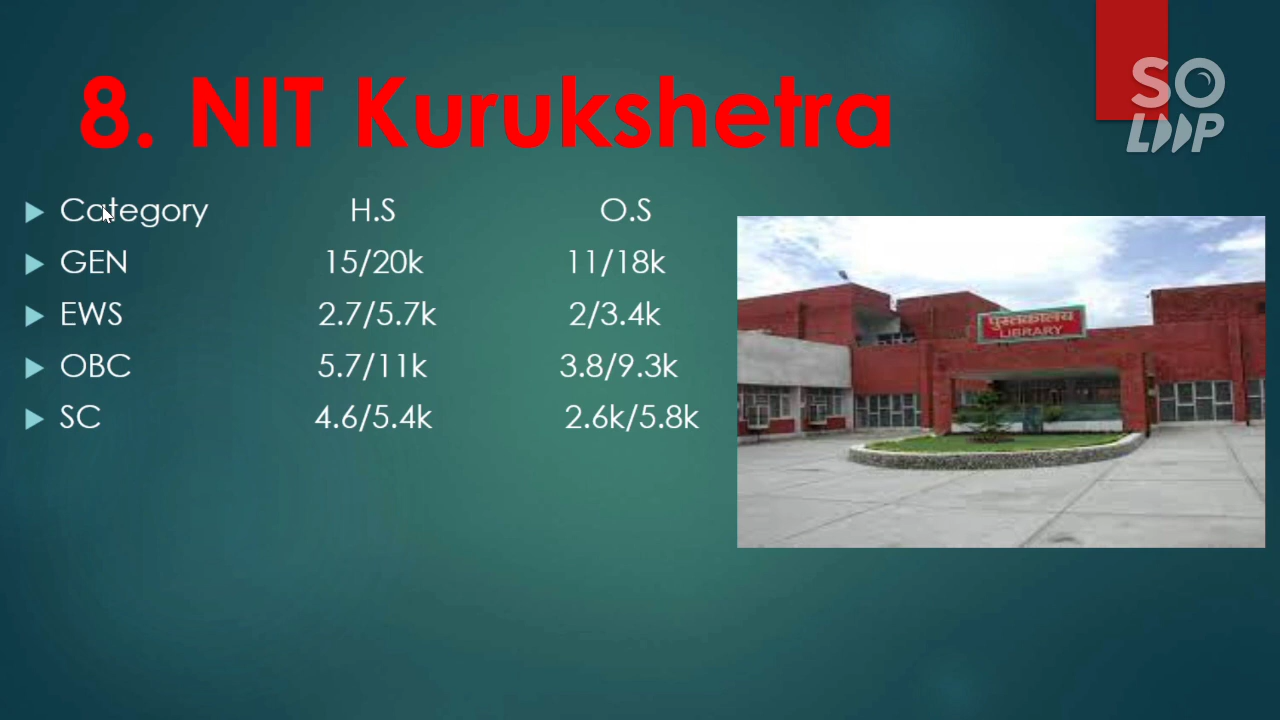 8. NIT Kurukshetra
SO
LOOP
Category H.S O.S
GEN 15/20k 11/18k
EWS 2.7/5.7k 2/3.4k
OBC 5.7/11k 3.8/9.3k
SC 4.6/5.4k 2.6k/5.8k
पुस्तकालय
LIBRARY